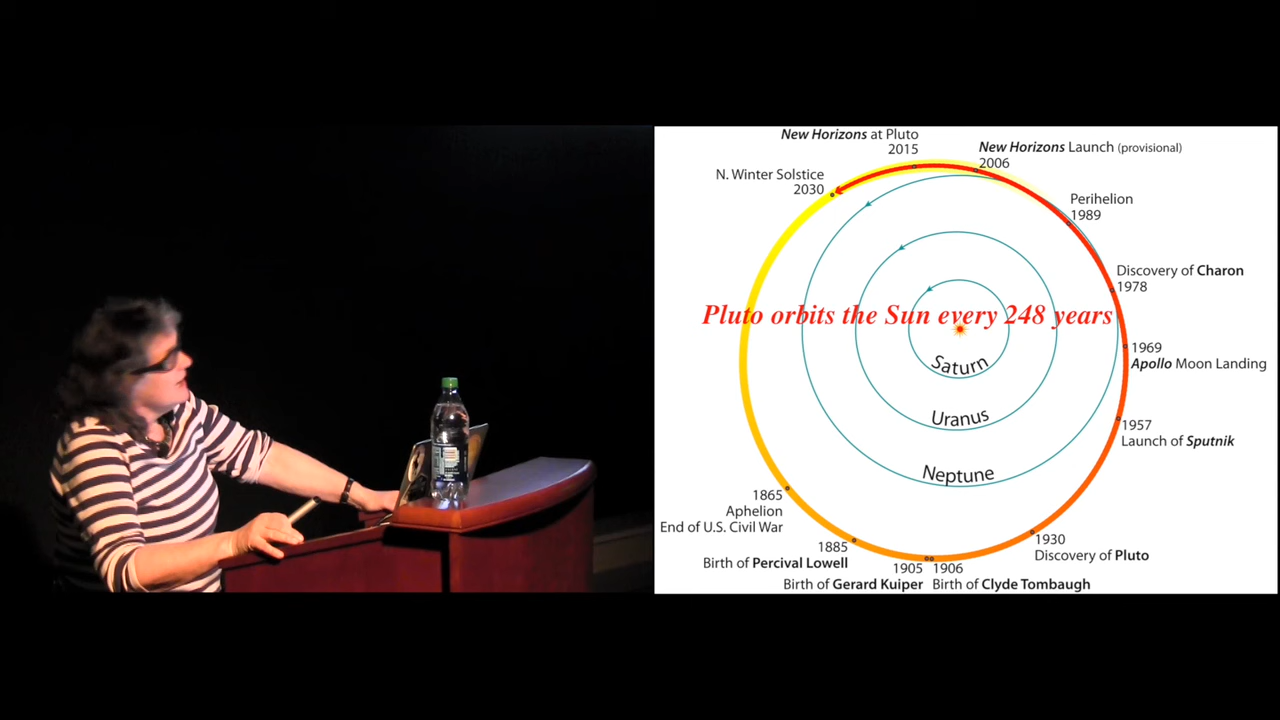 New Horizons at Pluto
2015
New Horizons Launch (provisional)
2006
N. Winter Solstice
2030
Perihelion
1989
Discovery of Charon
1978
Pluto orbits the Sun every 248 years
1969
Apollo Moon Landing
Saturn
Uranus
1957
Launch of Sputnik
Neptune
1865
Aphelion
End of U.S. Civil War
1885
Birth of Percival Lowell
1930
Discovery of Pluto
1905
Birth of Gerard Kuiper
1906
Birth of Clyde Tombaugh